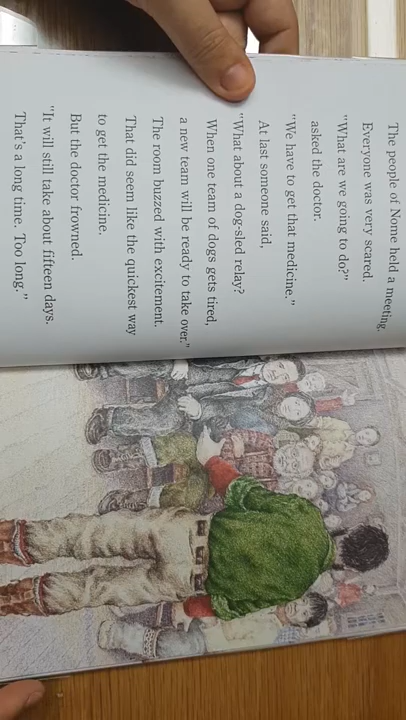 The people of Nome held a meeting.
Everyone was very scared.
"What are we going to do?"
asked the doctor.
"We have to get that medicine."
At last someone said,
"What about a dog-sled relay?
When one team of dogs gets tired,
a new team will be ready to take over."
The room buzzed with excitement.
That did seem like the quickest way
to get the medicine.
But the doctor frowned.
"It will still take about fifteen days.
That's a long time. Too long."